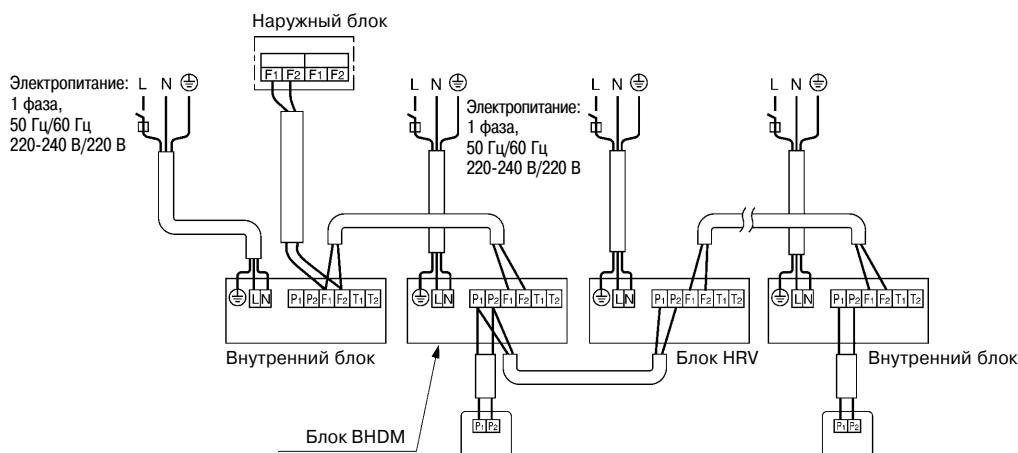 Наружный блок
F1 F2 F1 F2
Электропитание:
1 фаза,
50 Гц/60 Гц
220-240 В/220 В
L N
L N
Электропитание:
1 фаза,
50 Гц/60 Гц
220-240 В/220 В
L N
L N
L N P1 P2 F1 F2 T1 T2
L N P1 P2 F1 F2 T1 T2
L N P1 P2 F1 F2 T1 T2
L N P1 P2 F1 F2 T1 T2
Внутренний блок
Блок HRV
Внутренний блок
Блок BHDM
P1 P2
P1 P2